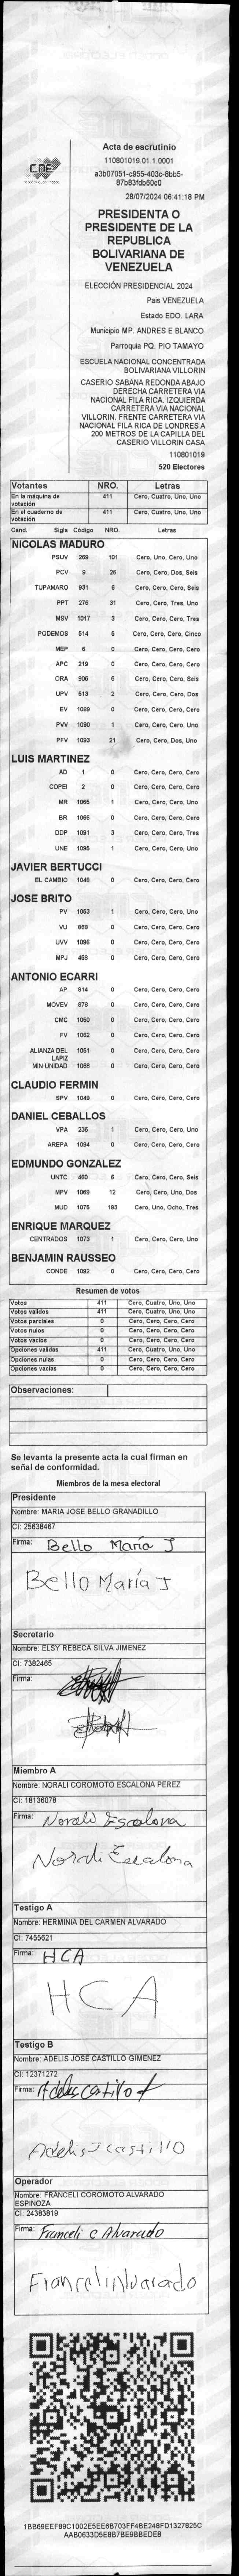 CNE
Acta de escrutinio
110801019.01.1.0001
a3b07051-c955-403c-8bb5-
87b83fdb60c0
28/07/2024 06:41:18 PM
PRESIDENTA O
PRESIDENTE DE LA
REPUBLICA
BOLIVARIANA DE
VENEZUELA
ELECCIÓN PRESIDENCIAL 2024
Pais VENEZUELA
Estado EDO. LARA
Municipio MP. ANDRES E BLANCO
Parroquia PQ. PIO TAMAYO
ESCUELA NACIONAL CONCENTRADA
BOLIVARIANA VILLORIN
CASERIO SABANA REDONDA ABAJO
DERECHA CARRETERA VIA
NACIONAL FILA RICA. IZQUIERDA
CARRETERA VIA NACIONAL
VILLORIN. FRENTE CARRETERA VIA
NACIONAL FILA RICA DE LONDRES A
200 METROS DE LA CAPILLA DEL
CASERIO VILLORIN CASA
110801019
520 Electores
Votantes NRO. Letras
En la máquina de votación 411 Cero, Cuatro, Uno, Uno
En el cuaderno de votación 411 Cero, Cuatro, Uno, Uno
Cand. Sigla Código NRO. Letras
NICOLAS MADURO
PSUV 269 101 Cero, Uno, Cero, Uno
PCV 9 26 Cero, Cero, Dos, Seis
TUPAMARO 931 6 Cero, Cero, Cero, Seis
PPT 276 31 Cero, Cero, Tres, Uno
MSV 1017 3 Cero, Cero, Cero, Tres
PODEMOS 514 5 Cero, Cero, Cero, Cinco
MEP 6 0 Cero, Cero, Cero, Cero
APC 219 0 Cero, Cero, Cero, Cero
ORA 906 6 Cero, Cero, Cero, Seis
UPV 513 2 Cero, Cero, Cero, Dos
EV 1089 0 Cero, Cero, Cero, Cero
PVV 1090 1 Cero, Cero, Cero, Uno
PFV 1093 21 Cero, Cero, Dos, Uno
LUIS MARTINEZ
AD 1 0 Cero, Cero, Cero, Cero
COPEI 2 0 Cero, Cero, Cero, Cero
MR 1065 1 Cero, Cero, Cero, Uno
BR 1066 0 Cero, Cero, Cero, Cero
DDP 1091 3 Cero, Cero, Cero, Tres
UNE 1095 1 Cero, Cero, Cero, Uno
JAVIER BERTUCCI
EL CAMBIO 1048 0 Cero, Cero, Cero, Cero
JOSE BRITO
PV 1053 1 Cero, Cero, Cero, Uno
VU 868 0 Cero, Cero, Cero, Cero
UVV 1096 0 Cero, Cero, Cero, Cero
MPJ 458 0 Cero, Cero, Cero, Cero
ANTONIO ECARRI
AP 814 0 Cero, Cero, Cero, Cero
MOVEV 878 0 Cero, Cero, Cero, Cero
CMC 1050 0 Cero, Cero, Cero, Cero
FV 1062 0 Cero, Cero, Cero, Cero
ALIANZA DEL LAPIZ 1051 0 Cero, Cero, Cero, Cero
MIN UNIDAD 1068 0 Cero, Cero, Cero, Cero
CLAUDIO FERMIN
SPV 1049 0 Cero, Cero, Cero, Cero
DANIEL CEBALLOS
VPA 236 1 Cero, Cero, Cero, Uno
AREPA 1094 0 Cero, Cero, Cero, Cero
EDMUNDO GONZALEZ
UNTC 460 6 Cero, Cero, Cero, Seis
MPV 1069 12 Cero, Cero, Uno, Dos
MUD 1075 183 Cero, Uno, Ocho, Tres
ENRIQUE MARQUEZ
CENTRADOS 1073 1 Cero, Cero, Cero, Uno
BENJAMIN RAUSSEO
CONDE 1092 0 Cero, Cero, Cero, Cero
Resumen de votos
Votos 411 Cero, Cuatro, Uno, Uno
Votos validos 411 Cero, Cuatro, Uno, Uno
Votos parciales 0 Cero, Cero, Cero, Cero
Votos nulos 0 Cero, Cero, Cero, Cero
Votos vacios 0 Cero, Cero, Cero, Cero
Opciones validas 411 Cero, Cuatro, Uno, Uno
Opciones nulas 0 Cero, Cero, Cero, Cero
Opciones vacias 0 Cero, Cero, Cero, Cero
Observaciones:
Se levanta la presente acta la cual firman en
señal de conformidad.
Miembros de la mesa electoral
Presidente
Nombre: MARIA JOSE BELLO GRANADILLO
CI: 25638467
Firma: Bello María J
Bello María J
Secretario
Nombre: ELSY REBECA SILVA JIMENEZ
CI: 7382465
Firma:
Miembro A
Nombre: NORALI COROMOTO ESCALONA PEREZ
CI: 18136078
Firma: Norali Escalona
Norali Escalona
Testigo A
Nombre: HERMINIA DEL CARMEN ALVARADO
CI: 7455621
Firma: HCA
HCA
Testigo B
Nombre: ADELIS JOSE CASTILLO GIMENEZ
CI: 12371272
Firma: Adelis Castillo
Adelis J castillo
Operador
Nombre: FRANCELI COROMOTO ALVARADO
ESPINOZA
CI: 24383819
Firma: Franceli C Alvarado
Franceli Alvarado
1BB69EEF89C1002E5EE6B703FF4BE248FD1327825C
AAB0633D5E8B7BE9BBEDE8